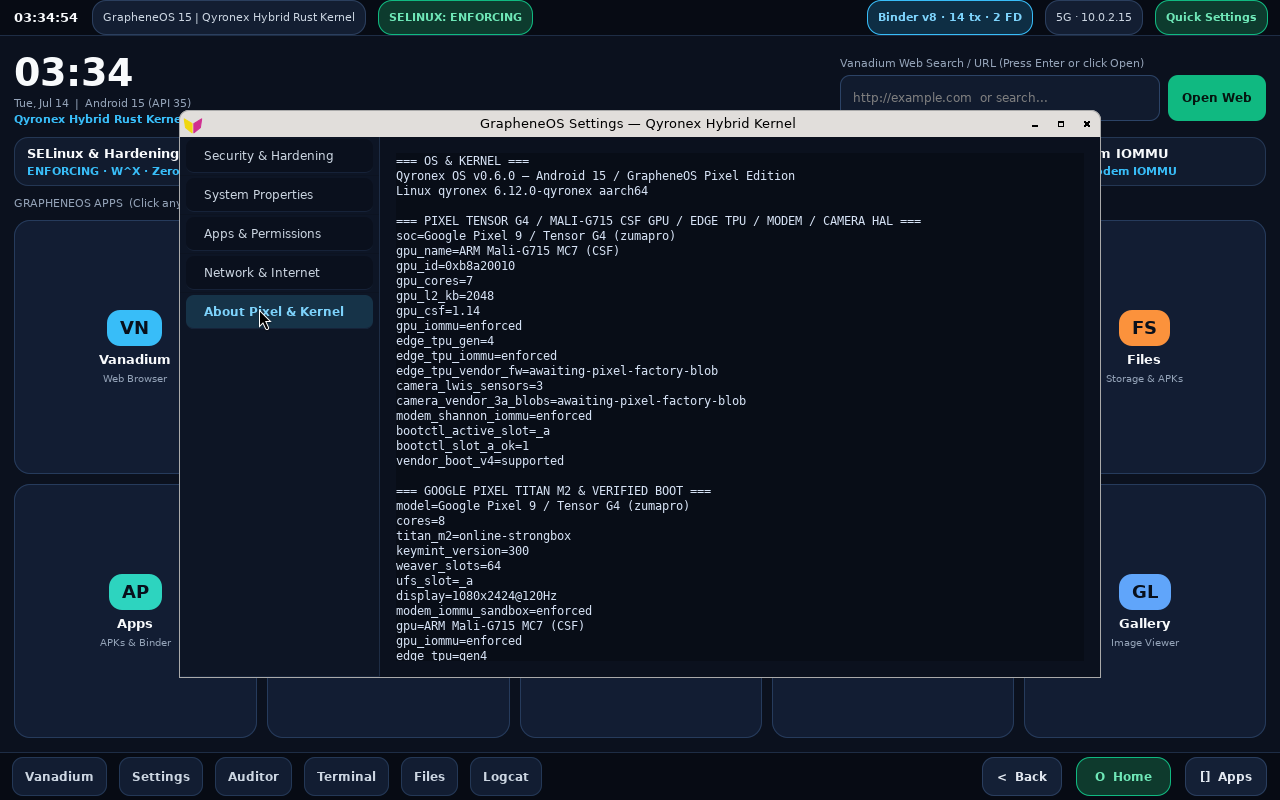 03:34:54
GrapheneOS 15 | Qyronex Hybrid Rust Kernel
SELINUX: ENFORCING
Binder v8 · 14 tx · 2 FD
5G · 10.0.2.15
Quick Settings
03:34
Tue, Jul 14 | Android 15 (API 35)
Qyronex Hybrid Rust Kerne
Vanadium Web Search / URL (Press Enter or click Open)
http://example.com or search...
Open Web
GrapheneOS Settings — Qyronex Hybrid Kernel
SELinux & Hardening
ENFORCING · W^X · Zero
m IOMMU
odem IOMMU
GRAPHENEOS APPS (Click any
Security & Hardening
System Properties
Apps & Permissions
Network & Internet
About Pixel & Kernel
=== OS & KERNEL ===
Qyronex OS v0.6.0 — Android 15 / GrapheneOS Pixel Edition
Linux qyronex 6.12.0-qyronex aarch64
=== PIXEL TENSOR G4 / MALI-G715 CSF GPU / EDGE TPU / MODEM / CAMERA HAL ===
soc=Google Pixel 9 / Tensor G4 (zumapro)
gpu_name=ARM Mali-G715 MC7 (CSF)
gpu_id=0xb8a20010
gpu_cores=7
gpu_l2_kb=2048
gpu_csf=1.14
gpu_iommu=enforced
edge_tpu_gen=4
edge_tpu_iommu=enforced
edge_tpu_vendor_fw=awaiting-pixel-factory-blob
camera_lwis_sensors=3
camera_vendor_3a_blobs=awaiting-pixel-factory-blob
modem_shannon_iommu=enforced
bootctl_active_slot=_a
bootctl_slot_a_ok=1
vendor_boot_v4=supported
=== GOOGLE PIXEL TITAN M2 & VERIFIED BOOT ===
model=Google Pixel 9 / Tensor G4 (zumapro)
cores=8
titan_m2=online-strongbox
keymint_version=300
weaver_slots=64
ufs_slot=_a
display=1080x2424@120Hz
modem_iommu_sandbox=enforced
gpu=ARM Mali-G715 MC7 (CSF)
gpu_iommu=enforced
edge_tpu=gen4
VN
Vanadium
Web Browser
FS
Files
Storage & APKs
AP
Apps
APKs & Binder
GL
Gallery
Image Viewer
Vanadium
Settings
Auditor
Terminal
Files
Logcat
< Back
O Home
[] Apps